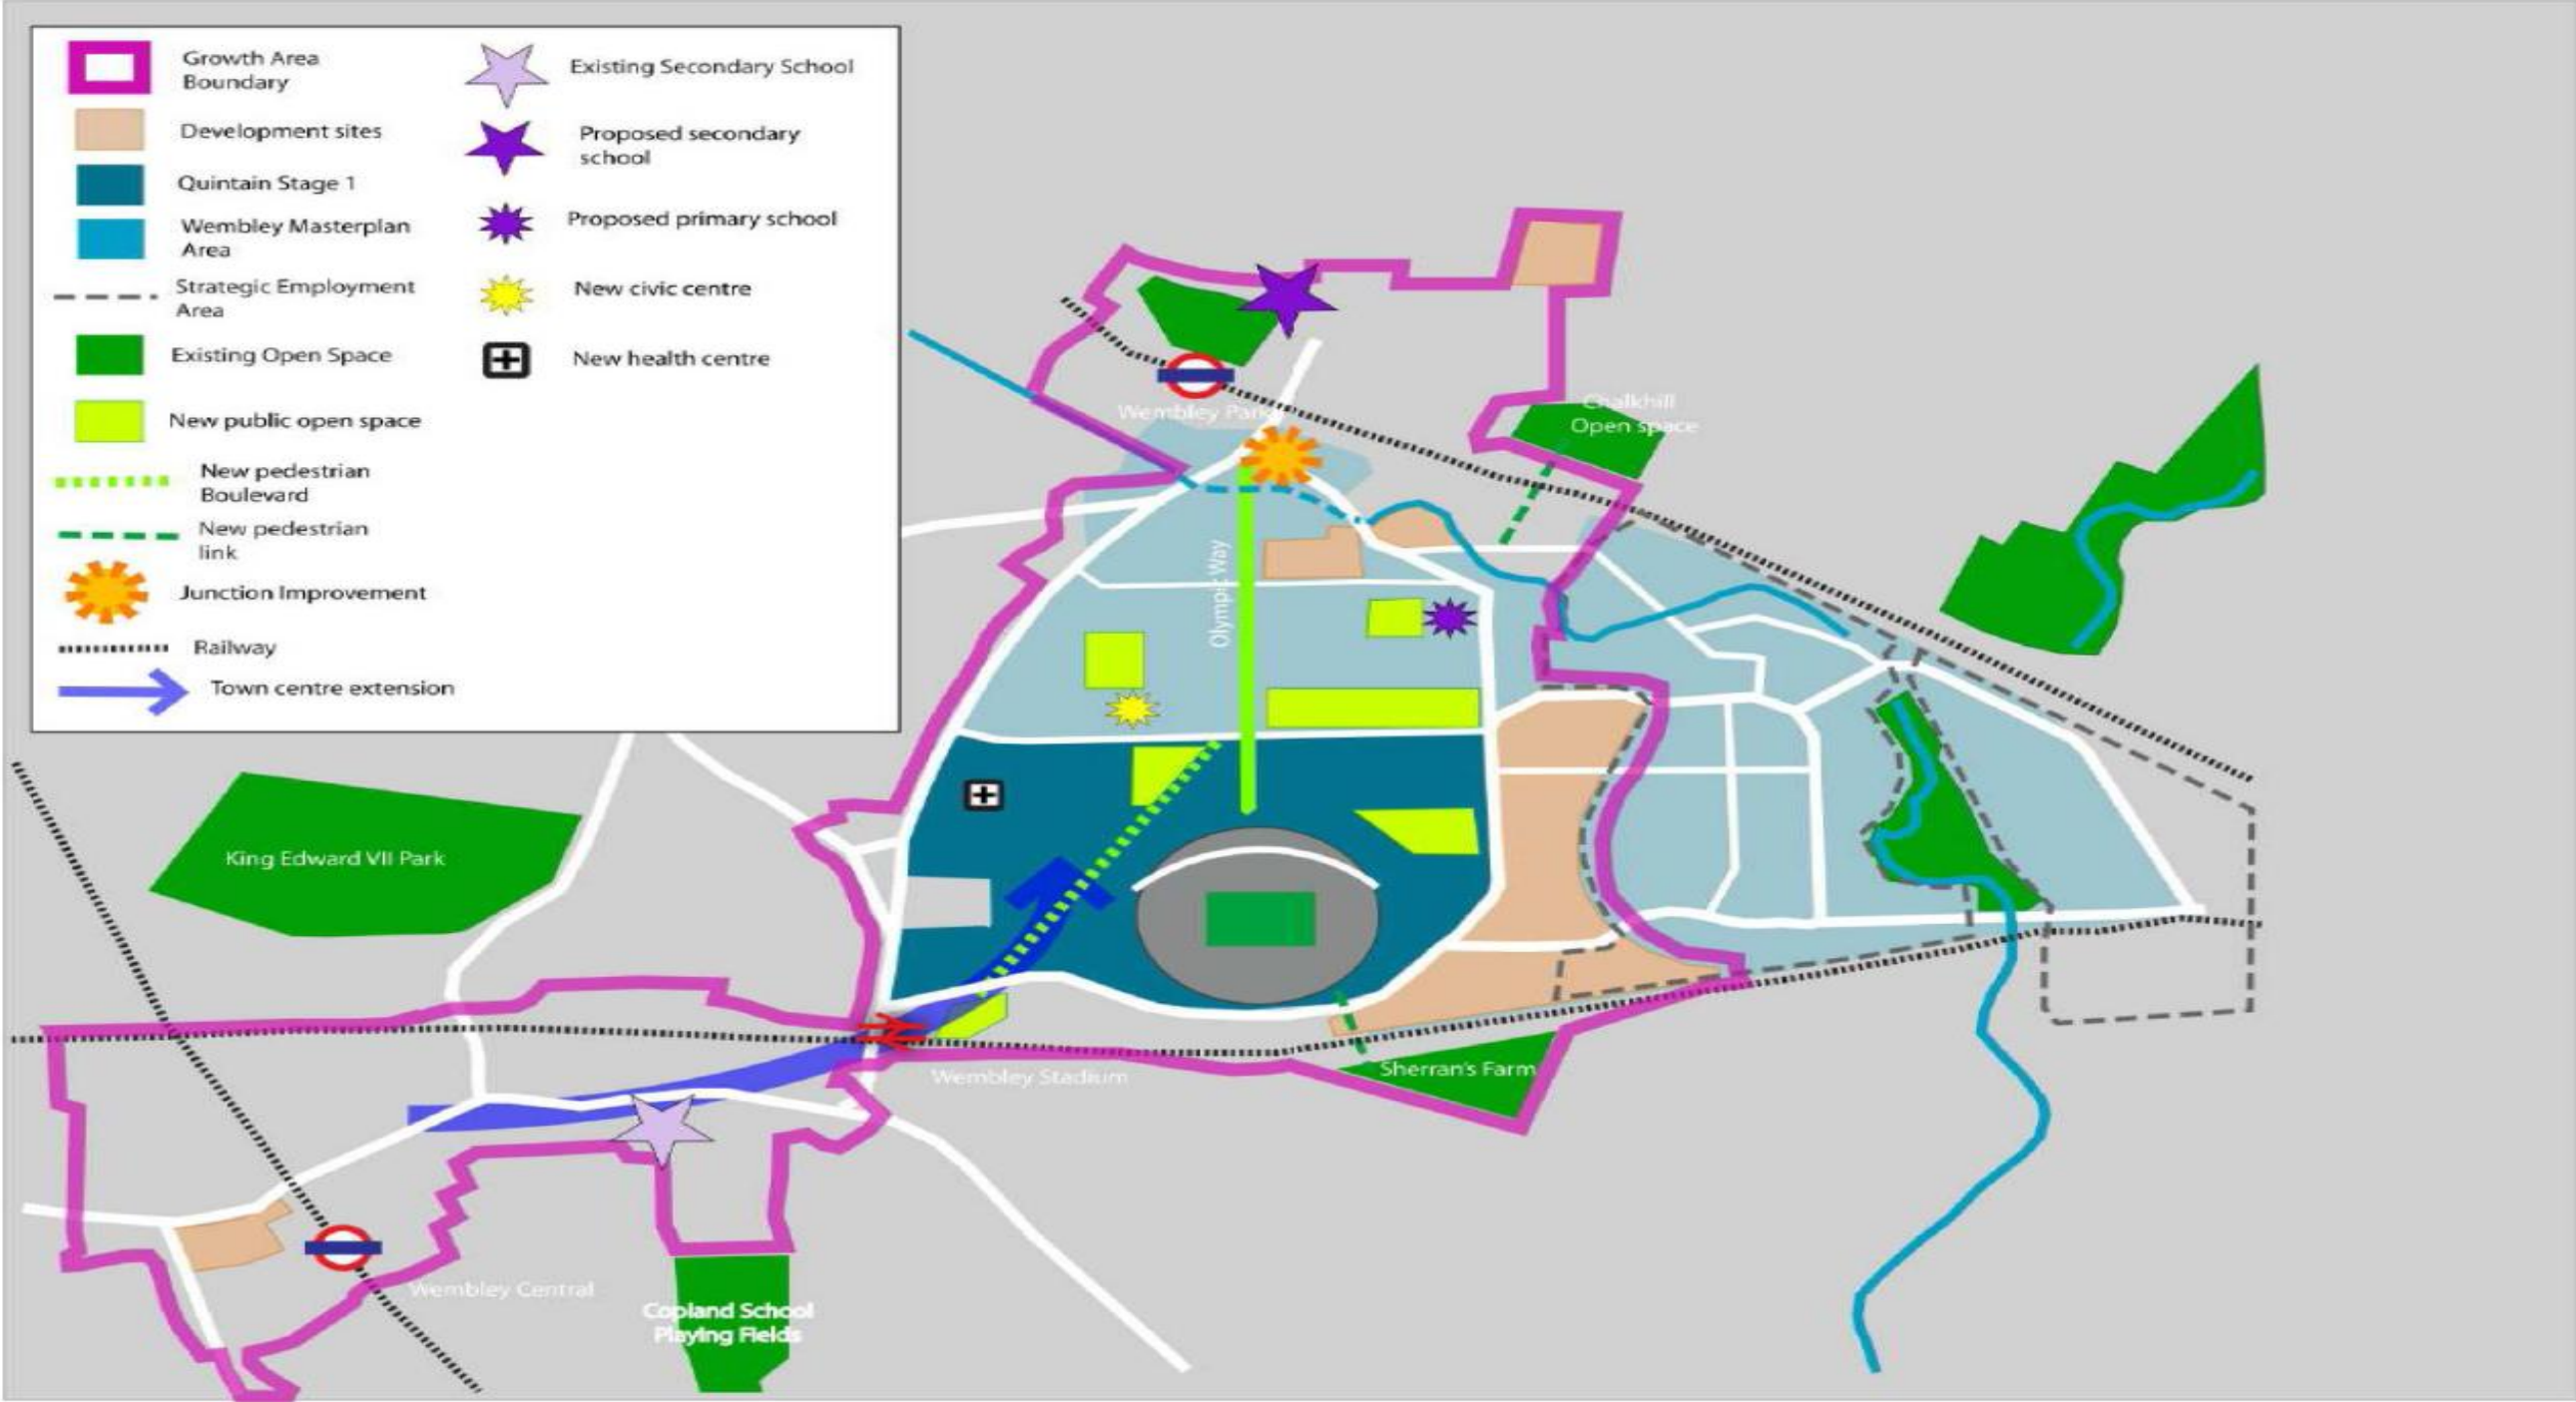 Growth Area
Boundary
Development sites
Quintain Stage 1
Wembley Masterplan
Area
Strategic Employment
Area
Existing Open Space
New public open space
New pedestrian
Boulevard
New pedestrian
link
Junction Improvement
Railway
Town centre extension
Existing Secondary School
Proposed secondary
school
Proposed primary school
New civic centre
New health centre
Wembley Park
Chalkhill
Open space
Olympic Way
King Edward VII Park
Wembley Stadium
Sherran's Farm
Wembley Central
Copland School
Playing Fields